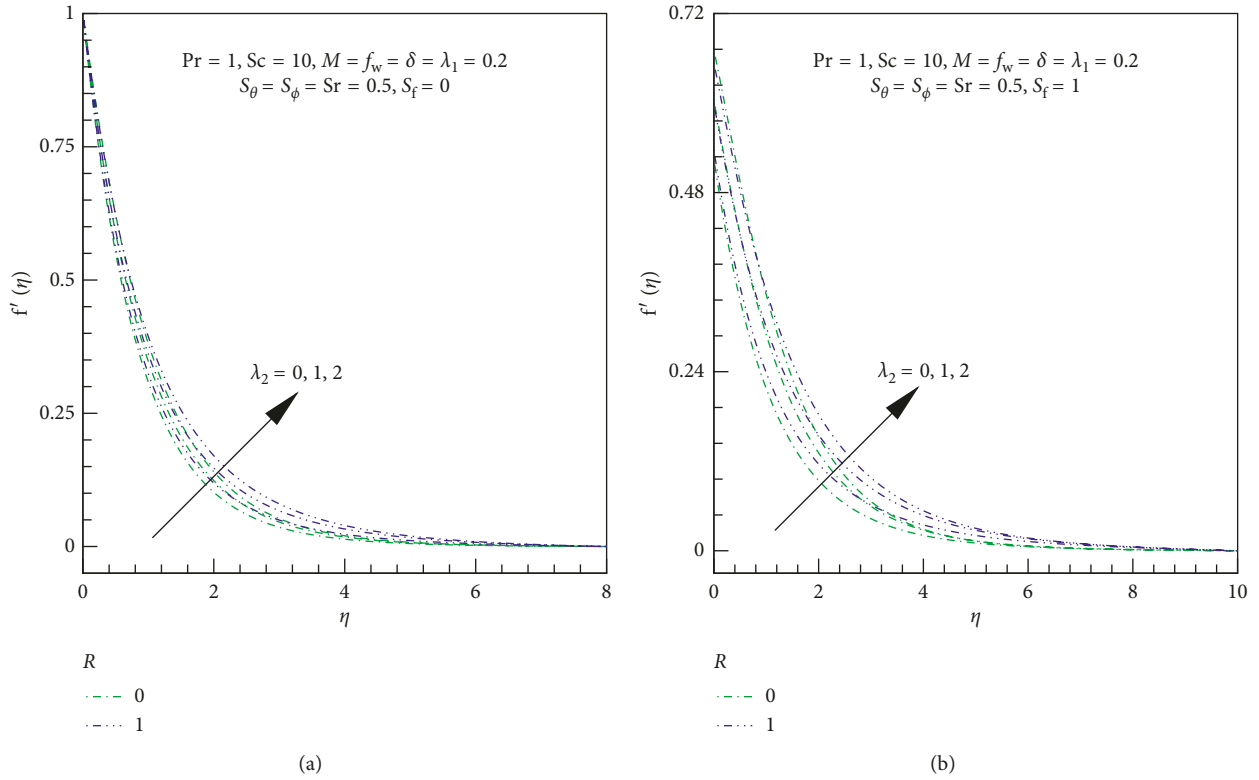 1
0.75
0.5
0.25
0
f′ (η)
Pr = 1, Sc = 10, M = f_w = δ = λ_1 = 0.2
S_θ = S_ϕ = Sr = 0.5, S_f = 0
λ_2 = 0, 1, 2
0 2 4 6 8
η
R
0
1
(a)
0.72
0.48
0.24
0
f′ (η)
Pr = 1, Sc = 10, M = f_w = δ = λ_1 = 0.2
S_θ = S_ϕ = Sr = 0.5, S_f = 1
λ_2 = 0, 1, 2
0 2 4 6 8 10
η
R
0
1
(b)